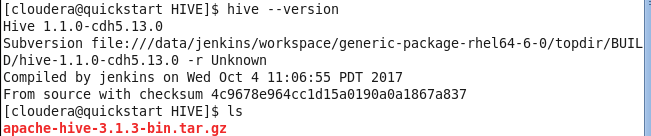 [cloudera@quickstart HIVE]$ hive --version
Hive 1.1.0-cdh5.13.0
Subversion file:///data/jenkins/workspace/generic-package-rhel64-6-0/topdir/BUIL
D/hive-1.1.0-cdh5.13.0 -r Unknown
Compiled by jenkins on Wed Oct 4 11:06:55 PDT 2017
From source with checksum 4c9678e964cc1d15a0190a0a1867a837
[cloudera@quickstart HIVE]$ ls
apache-hive-3.1.3-bin.tar.gz